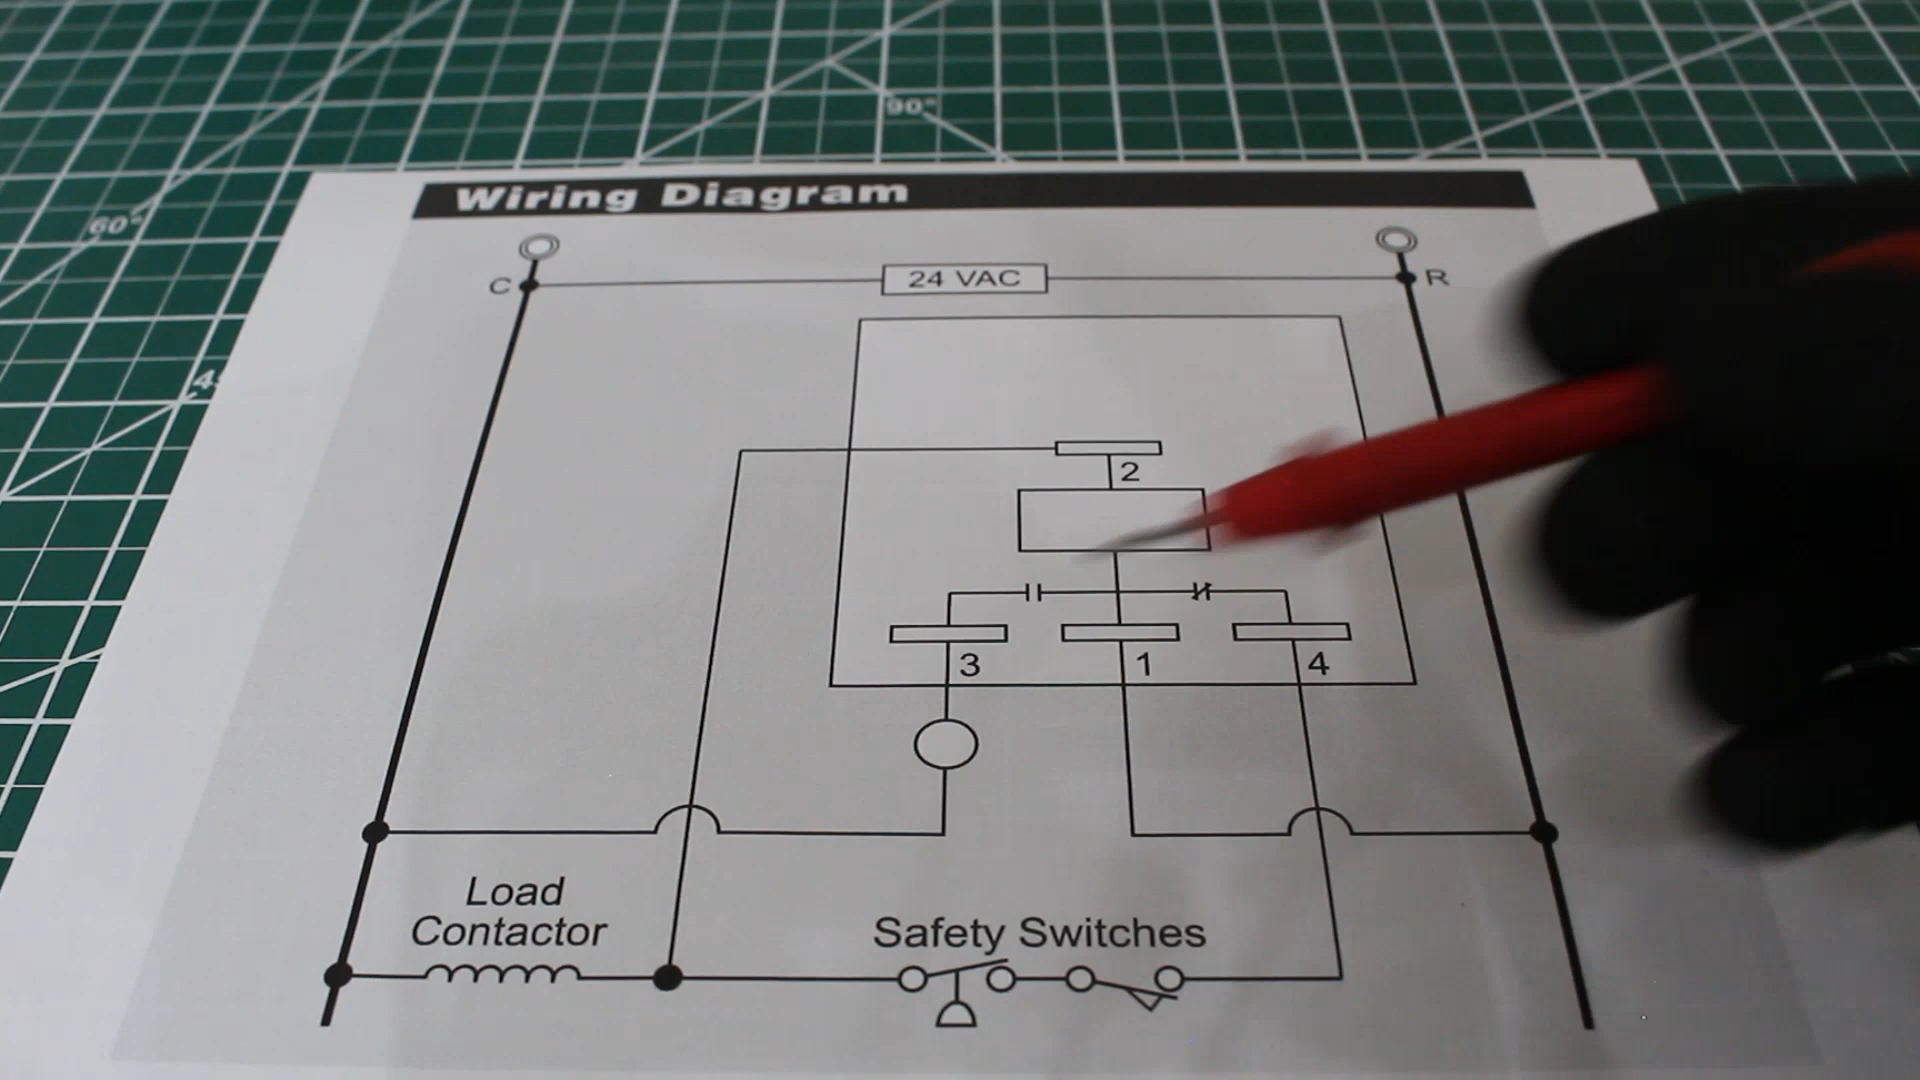 90°
60°
Wiring Diagram
C
24 VAC
R
2
3
1
4
Load
Contactor
Safety Switches